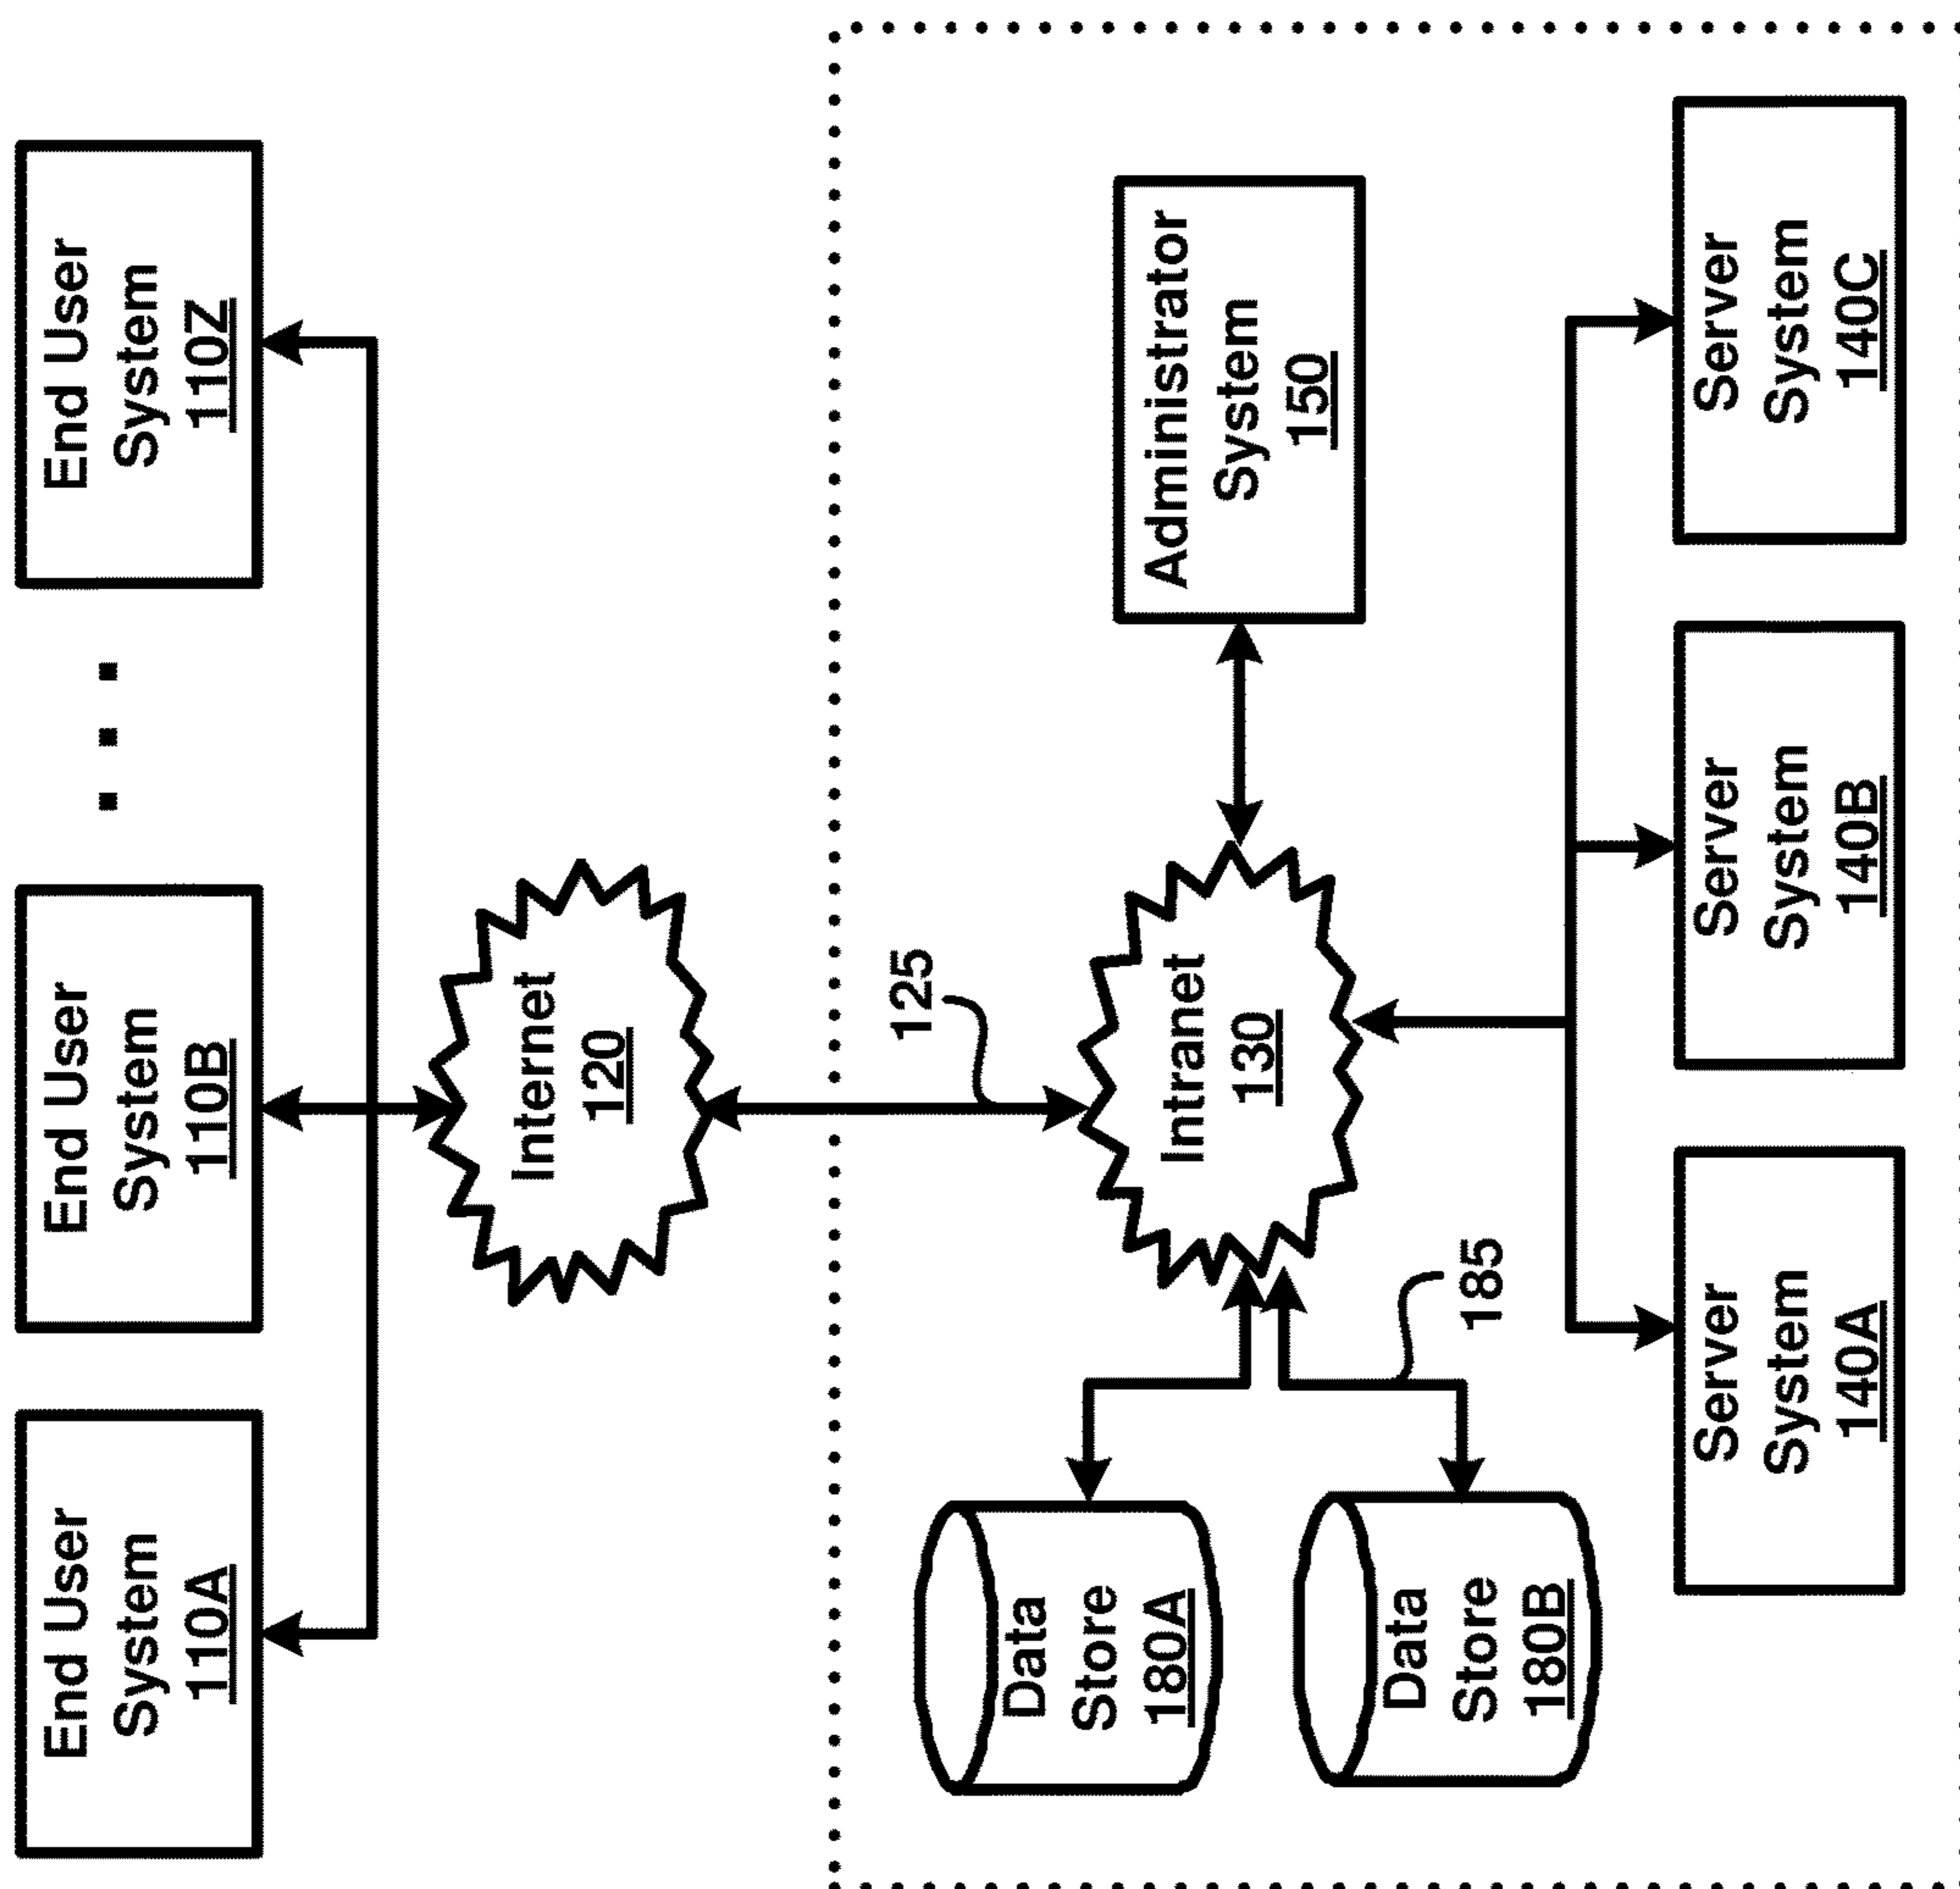 End User
System
110A
End User
System
110B
End User
System
110Z
Internet
120
125
Intranet
130
Administrator
System
150
Data
Store
180A
Data
Store
180B
185
Server
System
140A
Server
System
140B
Server
System
140C